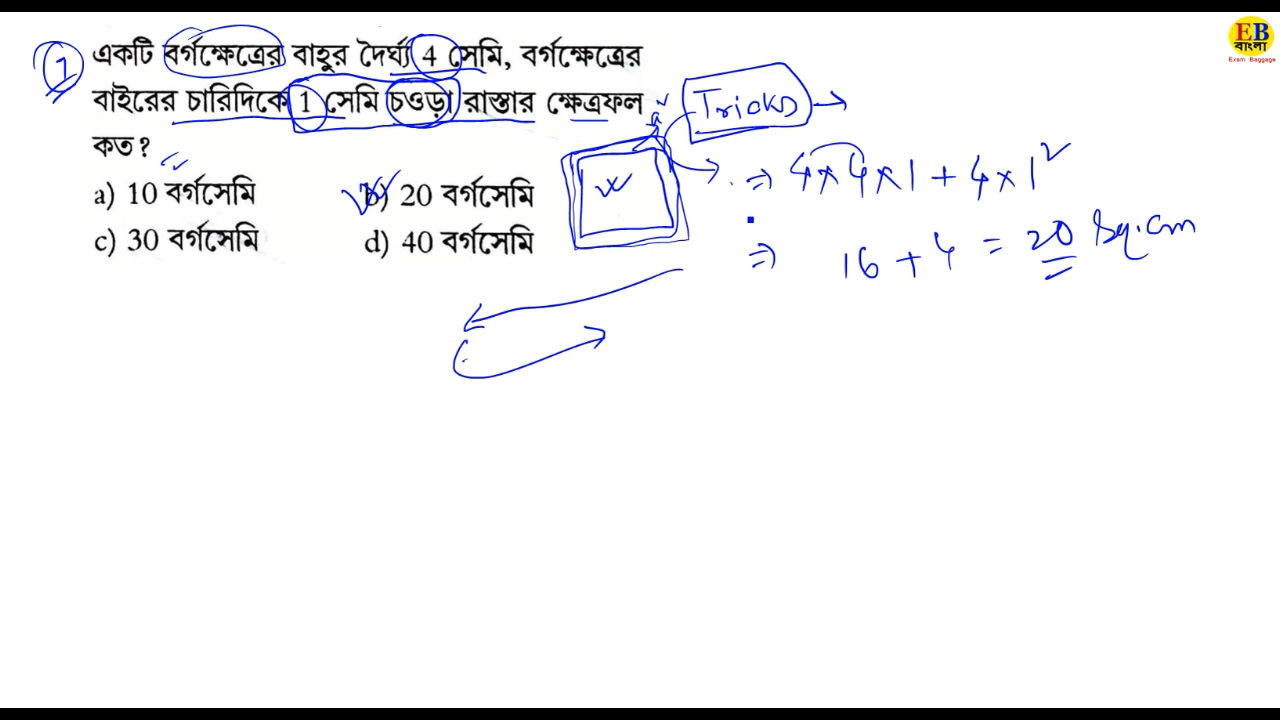 EB
বাংলা
Exam Baggage
1
একটি বর্গক্ষেত্রের বাহুর দৈর্ঘ্য 4 সেমি, বর্গক্ষেত্রের
বাইরের চারিদিকে 1 সেমি চওড়া রাস্তার ক্ষেত্রফল
কত?
a) 10 বর্গসেমি
b) 20 বর্গসেমি
c) 30 বর্গসেমি
d) 40 বর্গসেমি
Tricks →
⇒ 4×4×1 + 4×1²
⇒ 16 + 4 = 20 Sq.cm